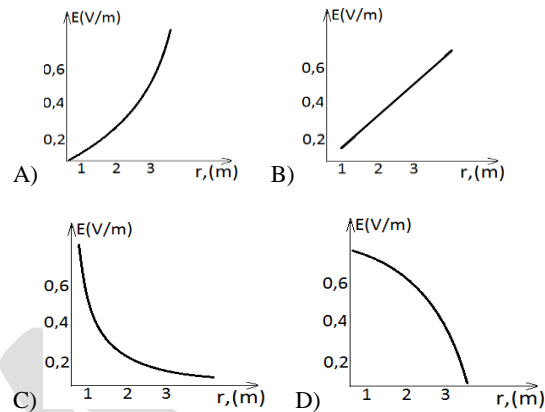 E(V/m)
0,6
0,4
0,2
1 2 3
A) r,(m)
E(V/m)
0,6
0,4
0,2
1 2 3
B) r,(m)
E(V/m)
0,6
0,4
0,2
1 2 3
C) r,(m)
E(V/m)
0,6
0,4
0,2
1 2 3
D) r,(m)